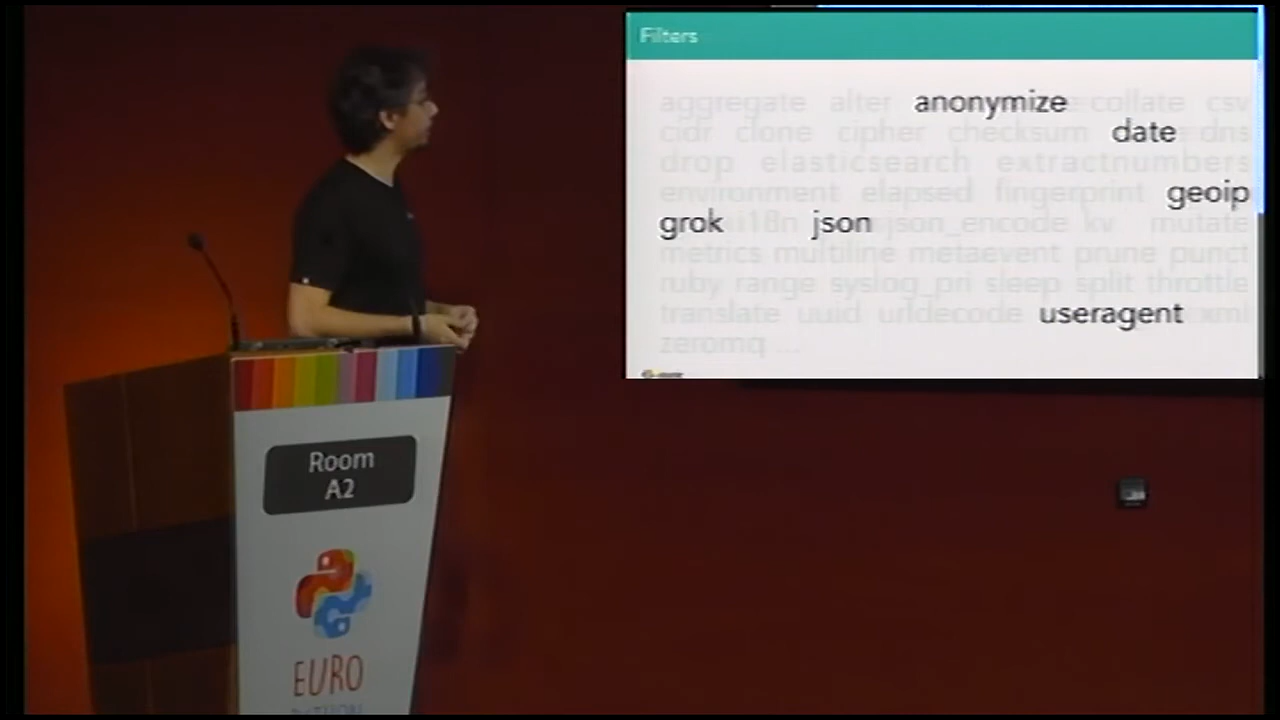 Filters
aggregate alter anonymize collate csv
cidr clone cipher checksum date dns
drop elasticsearch extractnumbers
environment elapsed fingerprint geoip
grok i18n json json_encode kv mutate
metrics multiline metaevent prune punct
ruby range syslog_pri sleep split throttle
translate uuid urldecode useragent xml
zeromq ...
Room
A2
EURO
PYTHON